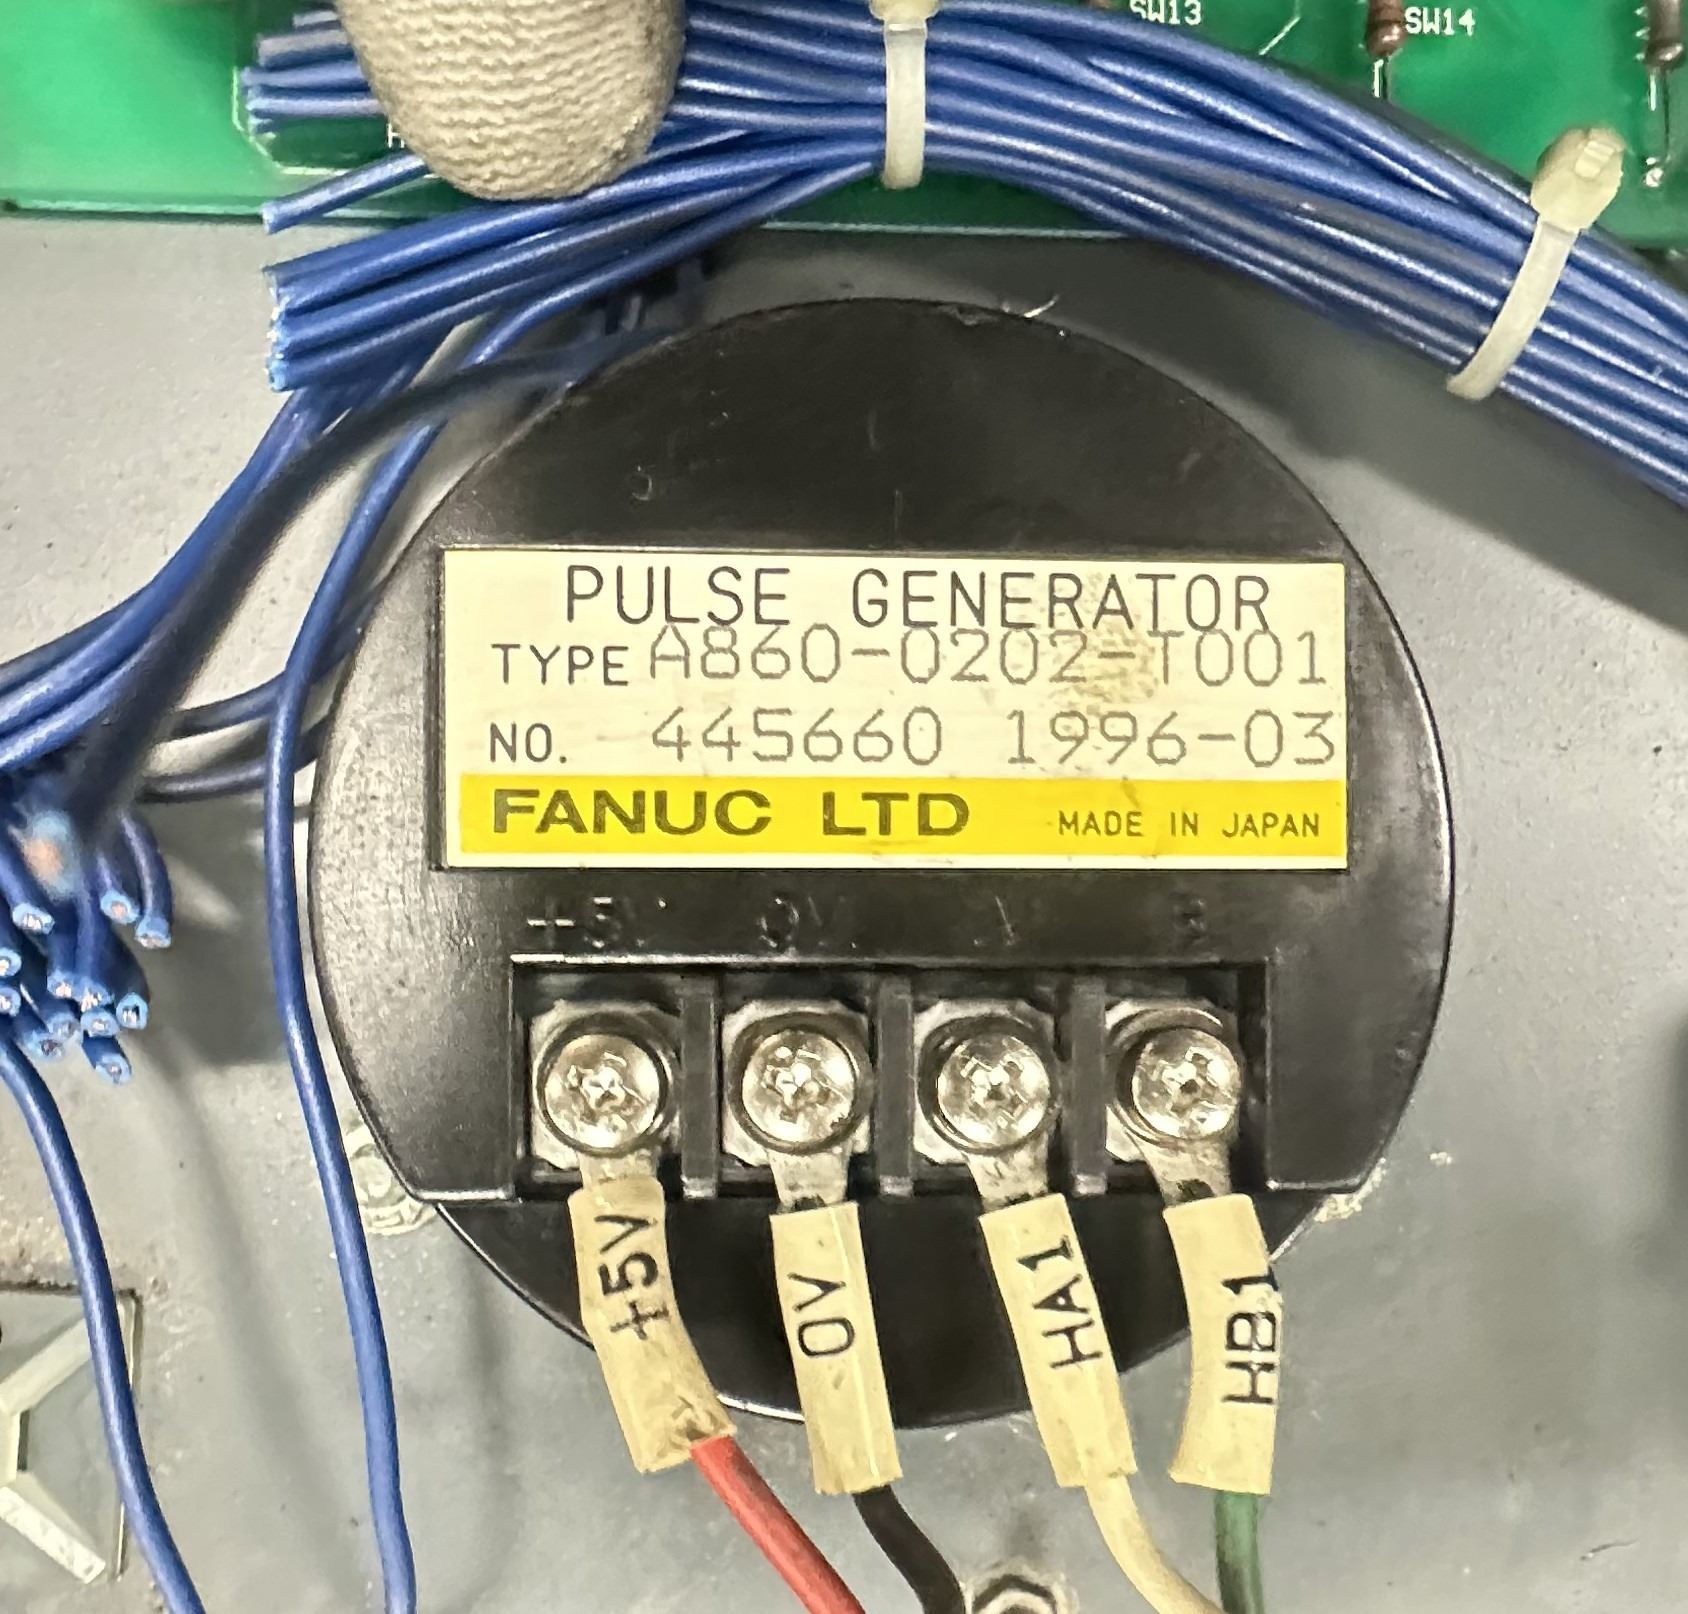 SW13
SW14
PULSE GENERATOR
TYPE A860-0202-T001
NO. 445660 1996-03
FANUC LTD MADE IN JAPAN
+5V 0V A B
+5V
0V
HA1
HB1